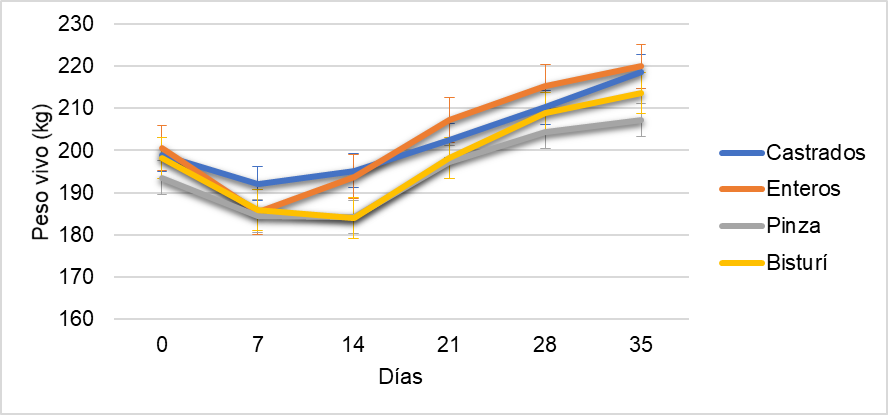 230
220
210
200
190
180
170
160
Peso vivo (kg)
0 7 14 21 28 35
Días
Castrados
Enteros
Pinza
Bisturí